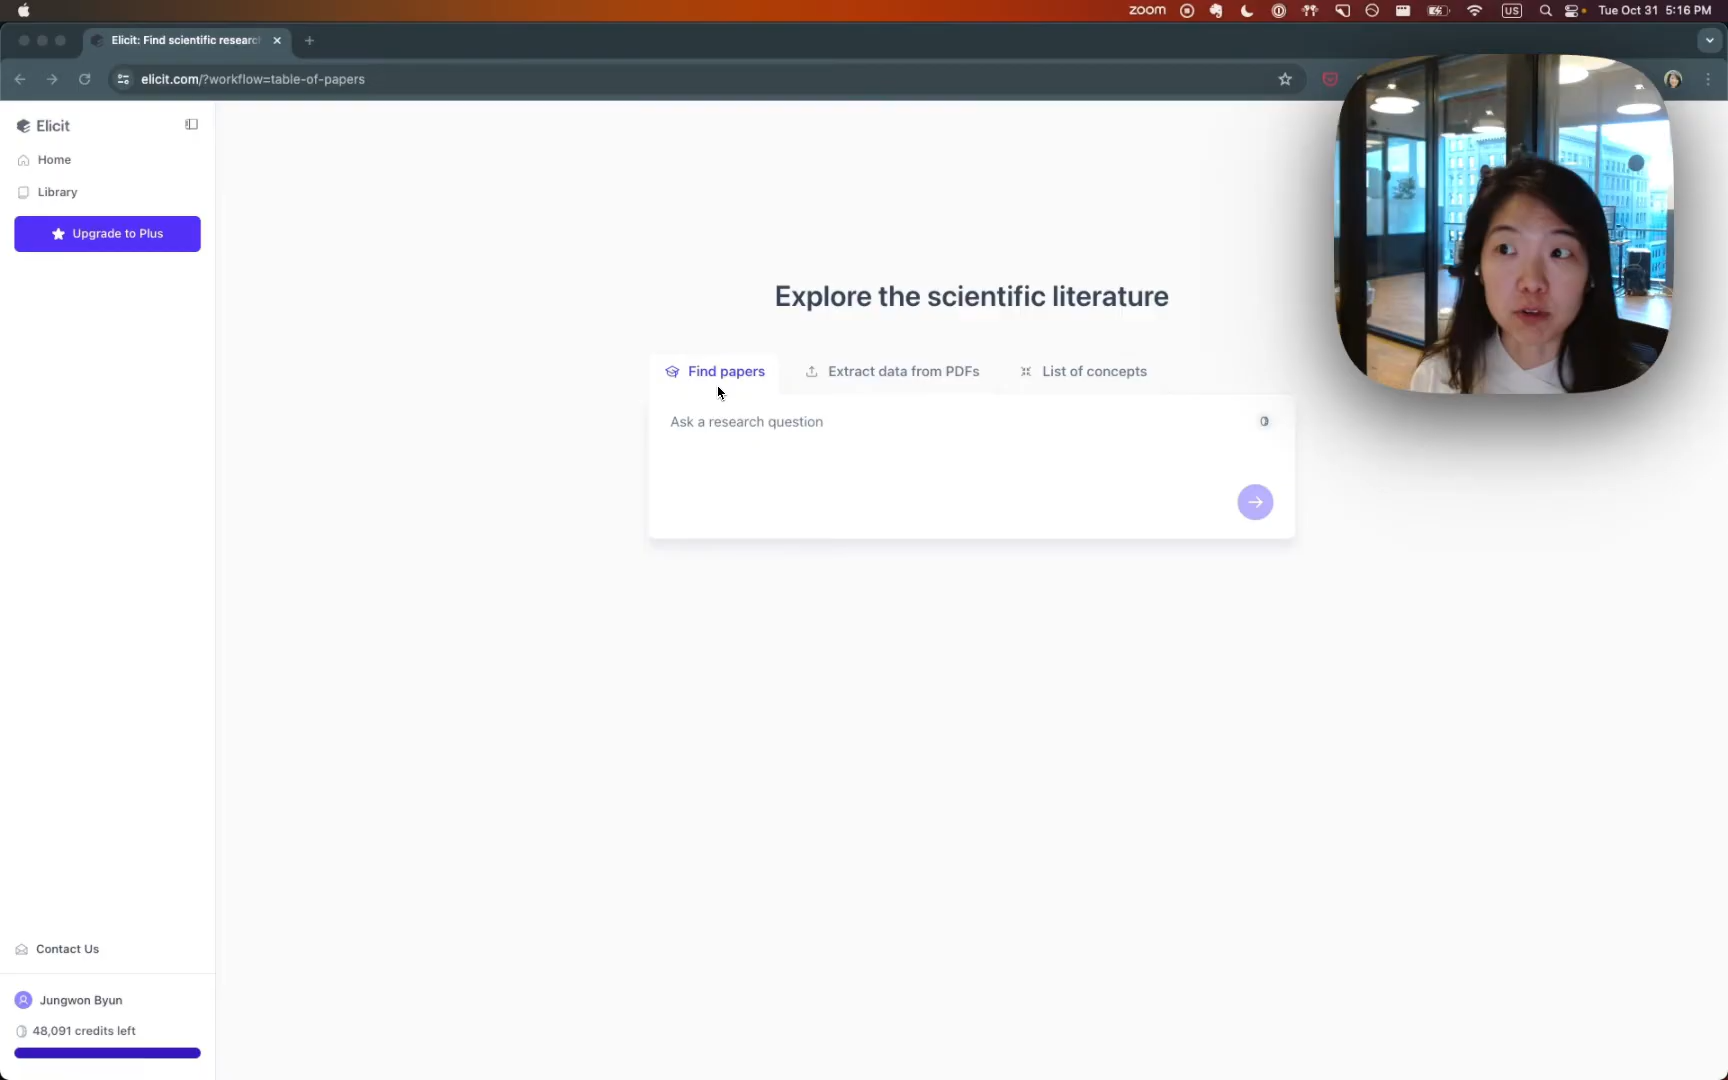 zoom
US
Tue Oct 31 5:16 PM
Elicit: Find scientific researc
elicit.com/?workflow=table-of-papers
Elicit
Home
Library
Upgrade to Plus
Explore the scientific literature
Find papers
Extract data from PDFs
List of concepts
Ask a research question
Contact Us
Jungwon Byun
48,091 credits left